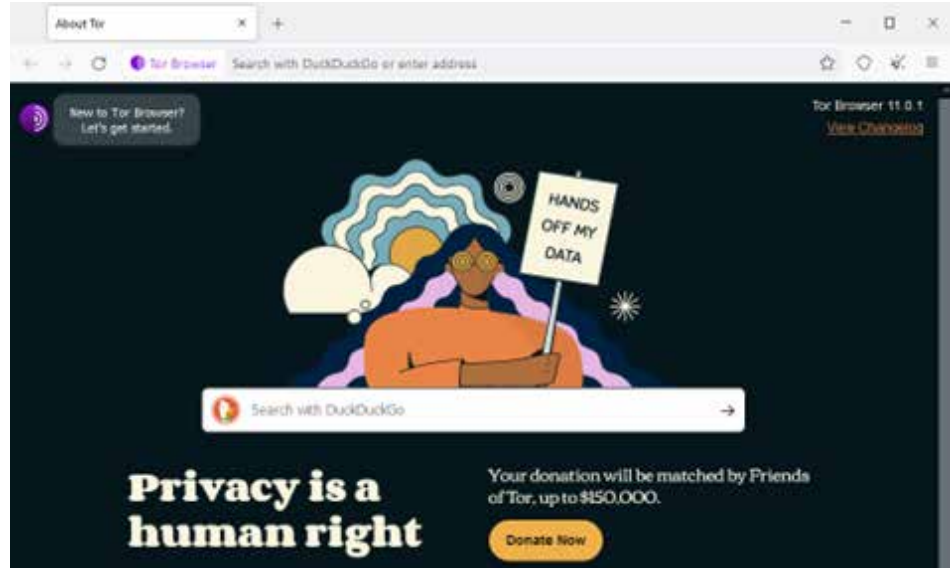 About Tor
Tor Browser Search with DuckDuckGo or enter address
New to Tor Browser?
Let's get started.
Tor Browser 11.0.1
View Changelog
HANDS
OFF MY
DATA
Search with DuckDuckGo
Privacy is a
human right
Your donation will be matched by Friends
of Tor, up to $150,000.
Donate Now